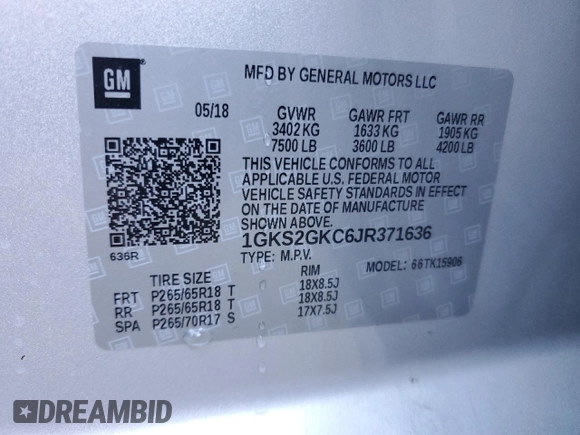 GM
MFD BY GENERAL MOTORS LLC
05/18 GVWR GAWR FRT GAWR RR
3402 KG 1633 KG 1905 KG
7500 LB 3600 LB 4200 LB
THIS VEHICLE CONFORMS TO ALL
APPLICABLE U.S. FEDERAL MOTOR
VEHICLE SAFETY STANDARDS IN EFFECT
ON THE DATE OF MANUFACTURE
SHOWN ABOVE.
636R 1GKS2GKC6JR371636
TYPE: M.P.V. MODEL: 66TK15906
TIRE SIZE RIM
FRT P265/65R18 T 18X8.5J
RR P265/65R18 T 18X8.5J
SPA P265/70R17 S 17X7.5J
DREAMBID